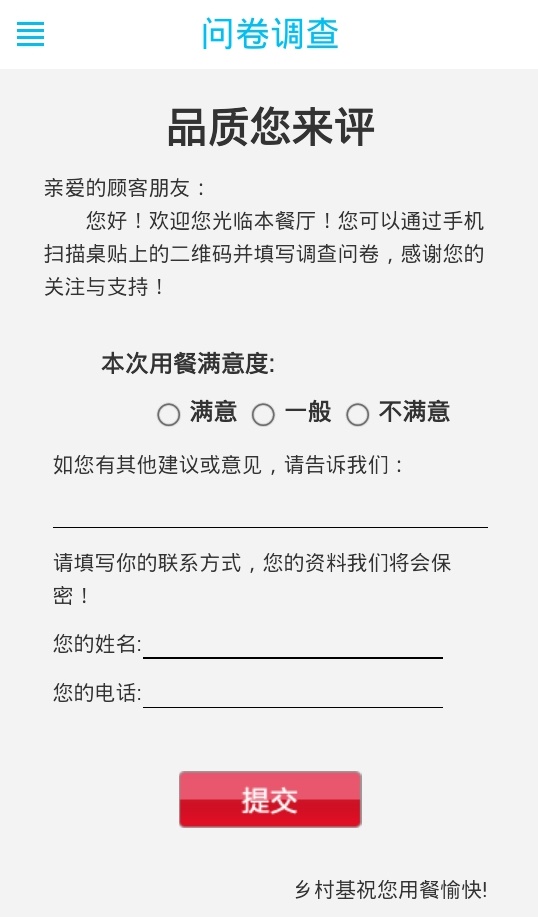 问卷调查
品质您来评
亲爱的顾客朋友：
您好！欢迎您光临本餐厅！您可以通过手机
扫描桌贴上的二维码并填写调查问卷，感谢您的
关注与支持！
本次用餐满意度:
满意 一般 不满意
如您有其他建议或意见，请告诉我们：
请填写你的联系方式，您的资料我们将会保
密！
您的姓名:
您的电话:
提交
乡村基祝您用餐愉快!